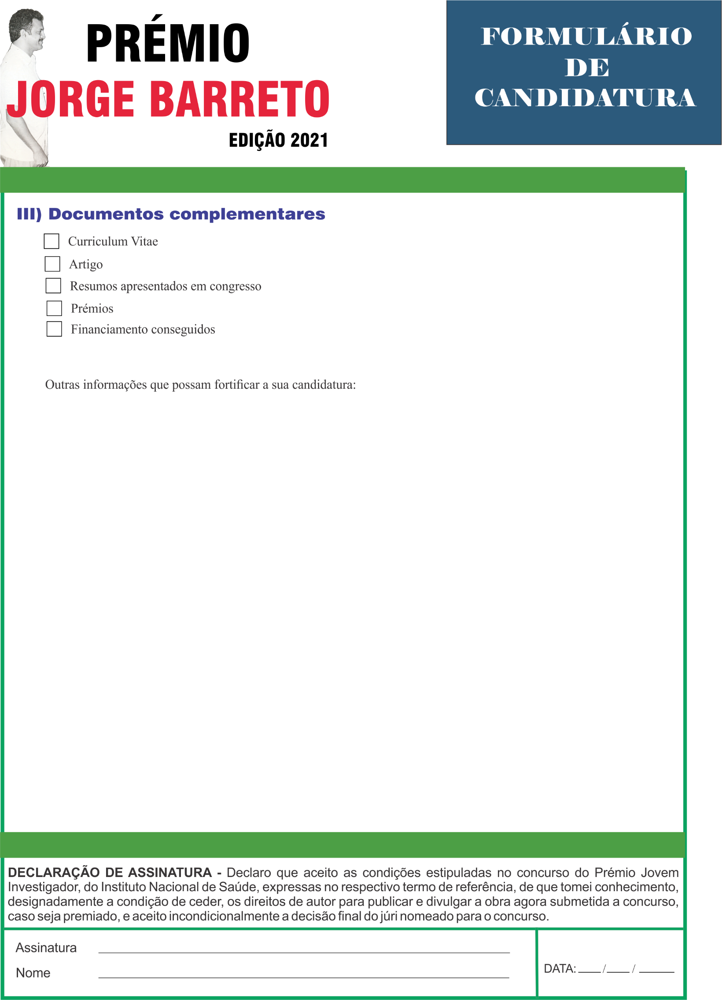 PRÉMIO
JORGE BARRETO
EDIÇÃO 2021
FORMULÁRIO
DE
CANDIDATURA
III) Documentos complementares
Curriculum Vitae
Artigo
Resumos apresentados em congresso
Prémios
Financiamento conseguidos
Outras informações que possam fortificar a sua candidatura:
DECLARAÇÃO DE ASSINATURA - Declaro que aceito as condições estipuladas no concurso do Prémio Jovem
Investigador, do Instituto Nacional de Saúde, expressas no respectivo termo de referência, de que tomei conhecimento,
designadamente a condição de ceder, os direitos de autor para publicar e divulgar a obra agora submetida a concurso,
caso seja premiado, e aceito incondicionalmente a decisão final do júri nomeado para o concurso.
Assinatura
Nome
DATA: ___/___/ ____